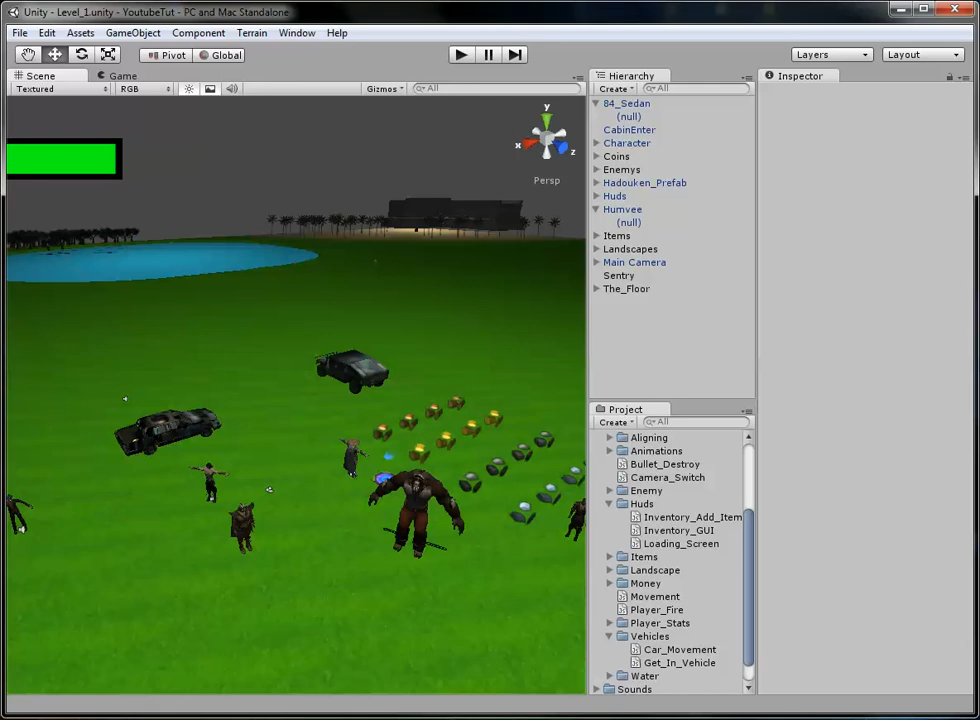 Unity - Level_1.unity - YoutubeTut - PC and Mac Standalone
File Edit Assets GameObject Component Terrain Window Help
Pivot Global Layers Layout
Scene Game
Textured RGB Gizmos All
y
x
z
Persp
Hierarchy
Create All
84_Sedan
(null)
CabinEnter
Character
Coins
Enemys
Hadouken_Prefab
Huds
Humvee
(null)
Items
Landscapes
Main Camera
Sentry
The_Floor
Project
Create All
Aligning
Animations
Bullet_Destroy
Camera_Switch
Enemy
Huds
Inventory_Add_Item
Inventory_GUI
Loading_Screen
Items
Landscape
Money
Movement
Player_Fire
Player_Stats
Vehicles
Car_Movement
Get_In_Vehicle
Water
Sounds
Inspector